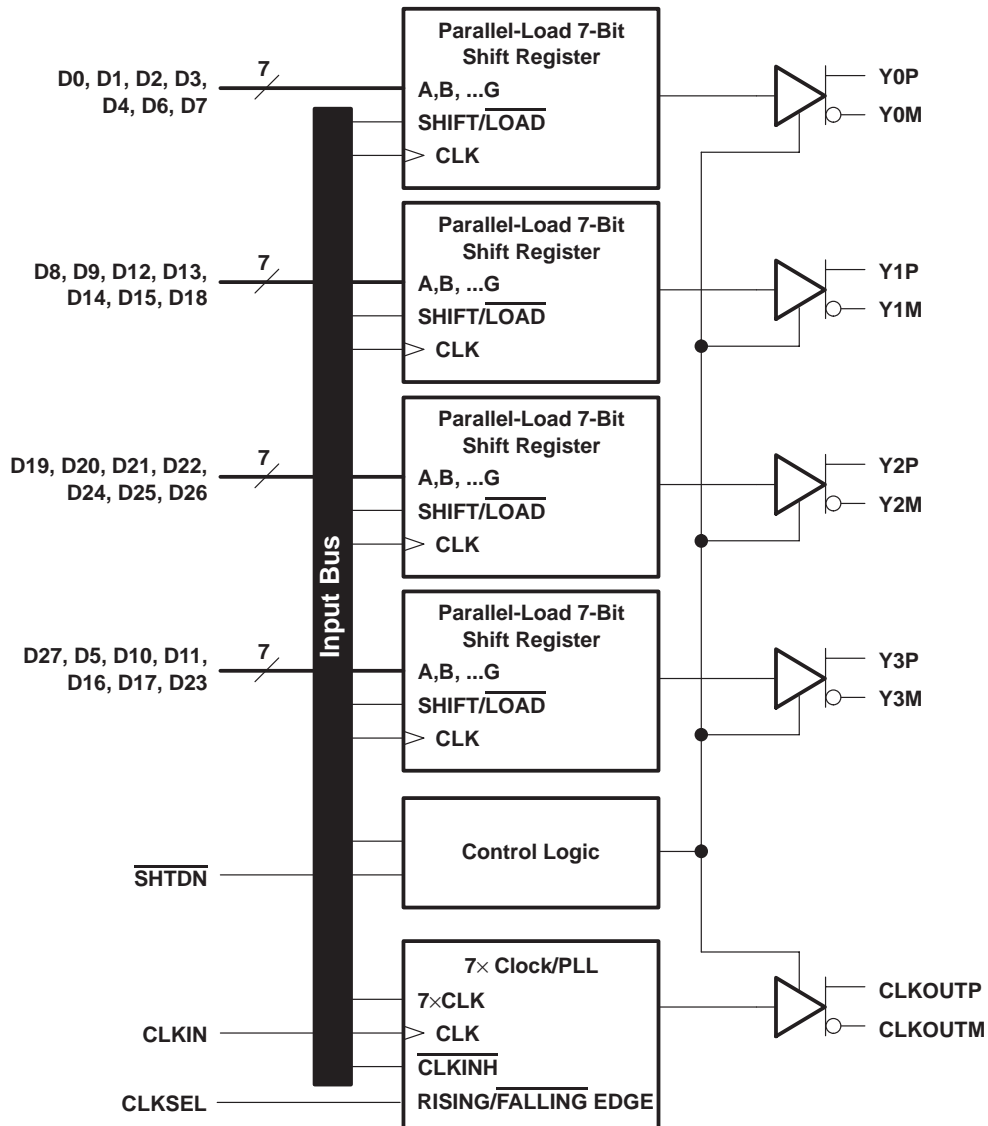 Parallel-Load 7-Bit
Shift Register
D0, D1, D2, D3,
D4, D6, D7
7
A,B, ...G
SHIFT/LOAD
CLK
Y0P
Y0M
Parallel-Load 7-Bit
Shift Register
D8, D9, D12, D13,
D14, D15, D18
7
A,B, ...G
SHIFT/LOAD
CLK
Y1P
Y1M
Parallel-Load 7-Bit
Shift Register
D19, D20, D21, D22,
D24, D25, D26
7
A,B, ...G
SHIFT/LOAD
CLK
Y2P
Y2M
Input Bus
Parallel-Load 7-Bit
Shift Register
D27, D5, D10, D11,
D16, D17, D23
7
A,B, ...G
SHIFT/LOAD
CLK
Y3P
Y3M
SHTDN
Control Logic
7× Clock/PLL
7×CLK
CLKIN
CLK
CLKINH
CLKSEL
RISING/FALLING EDGE
CLKOUTP
CLKOUTM